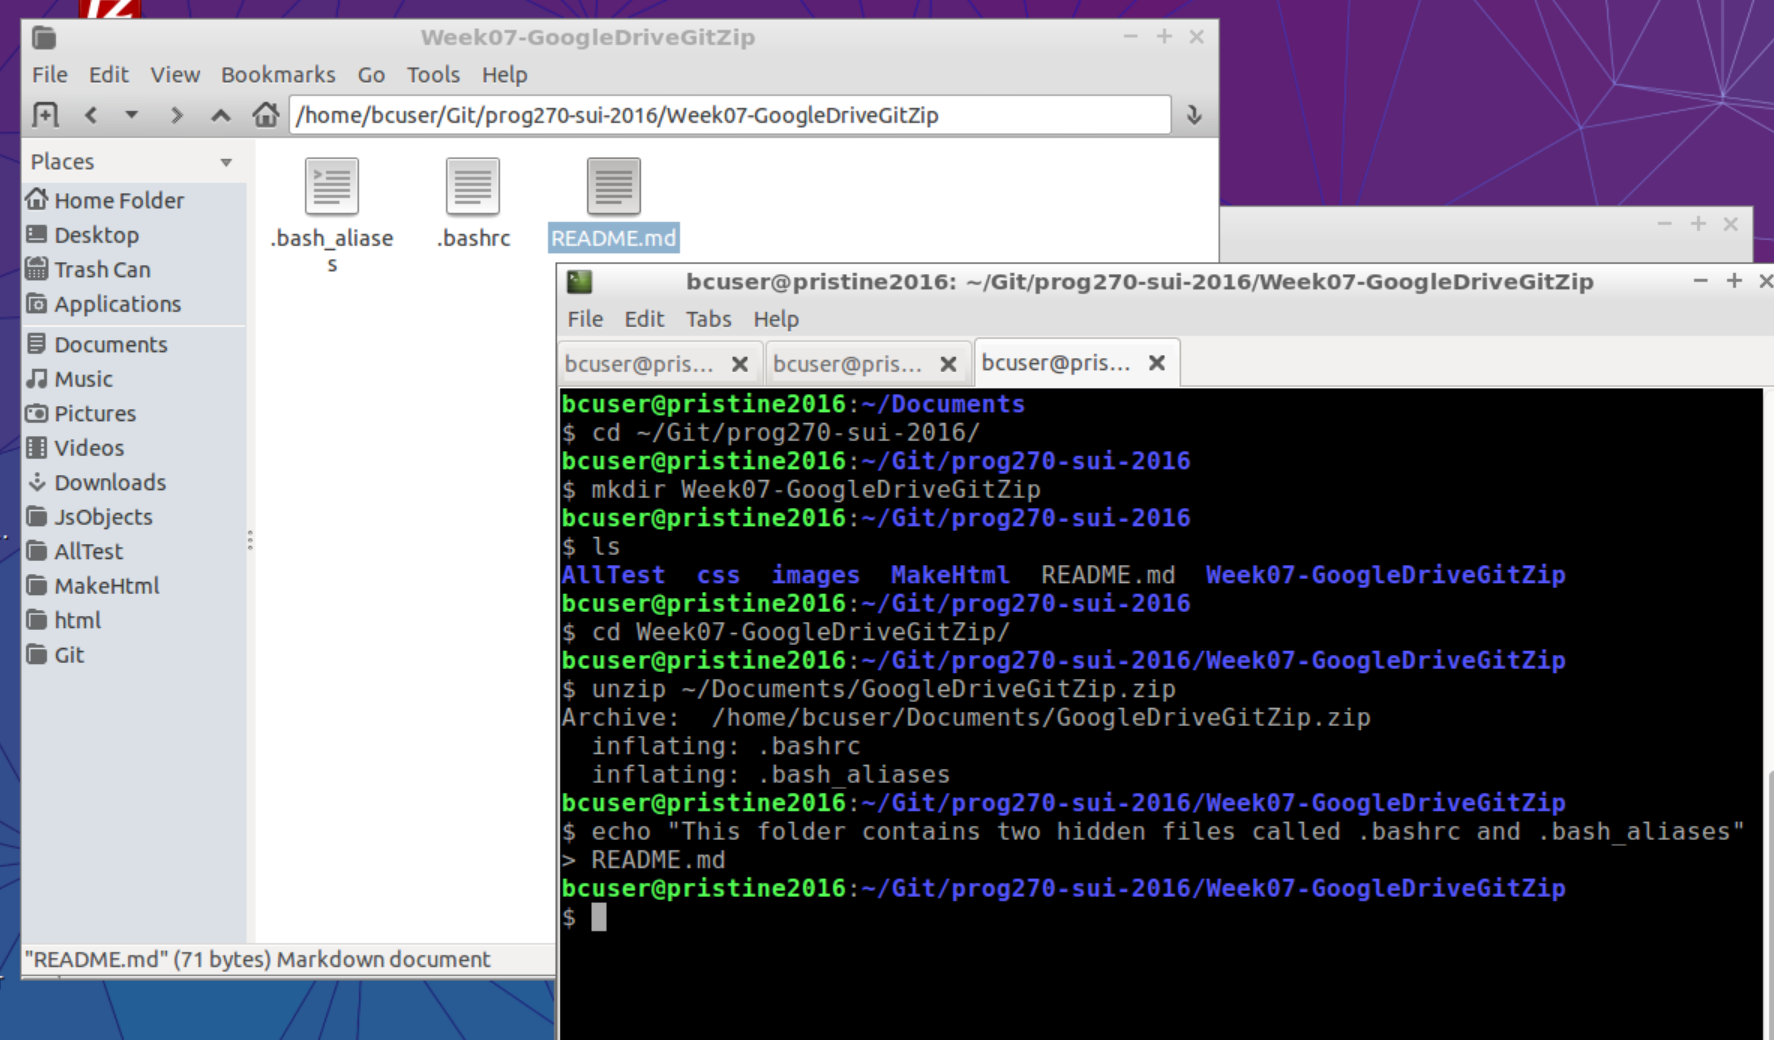 Week07-GoogleDriveGitZip
File Edit View Bookmarks Go Tools Help
/home/bcuser/Git/prog270-sui-2016/Week07-GoogleDriveGitZip
Places
Home Folder
Desktop
Trash Can
Applications
Documents
Music
Pictures
Videos
Downloads
JsObjects
AllTest
MakeHtml
html
Git
.bash_aliase
s
.bashrc
README.md
"README.md" (71 bytes) Markdown document
bcuser@pristine2016: ~/Git/prog270-sui-2016/Week07-GoogleDriveGitZip
File Edit Tabs Help
bcuser@pris... bcuser@pris... bcuser@pris...
bcuser@pristine2016:~/Documents
$ cd ~/Git/prog270-sui-2016/
bcuser@pristine2016:~/Git/prog270-sui-2016
$ mkdir Week07-GoogleDriveGitZip
bcuser@pristine2016:~/Git/prog270-sui-2016
$ ls
AllTest css images MakeHtml README.md Week07-GoogleDriveGitZip
bcuser@pristine2016:~/Git/prog270-sui-2016
$ cd Week07-GoogleDriveGitZip/
bcuser@pristine2016:~/Git/prog270-sui-2016/Week07-GoogleDriveGitZip
$ unzip ~/Documents/GoogleDriveGitZip.zip
Archive:  /home/bcuser/Documents/GoogleDriveGitZip.zip
  inflating: .bashrc
  inflating: .bash_aliases
bcuser@pristine2016:~/Git/prog270-sui-2016/Week07-GoogleDriveGitZip
$ echo "This folder contains two hidden files called .bashrc and .bash_aliases"
> README.md
bcuser@pristine2016:~/Git/prog270-sui-2016/Week07-GoogleDriveGitZip
$